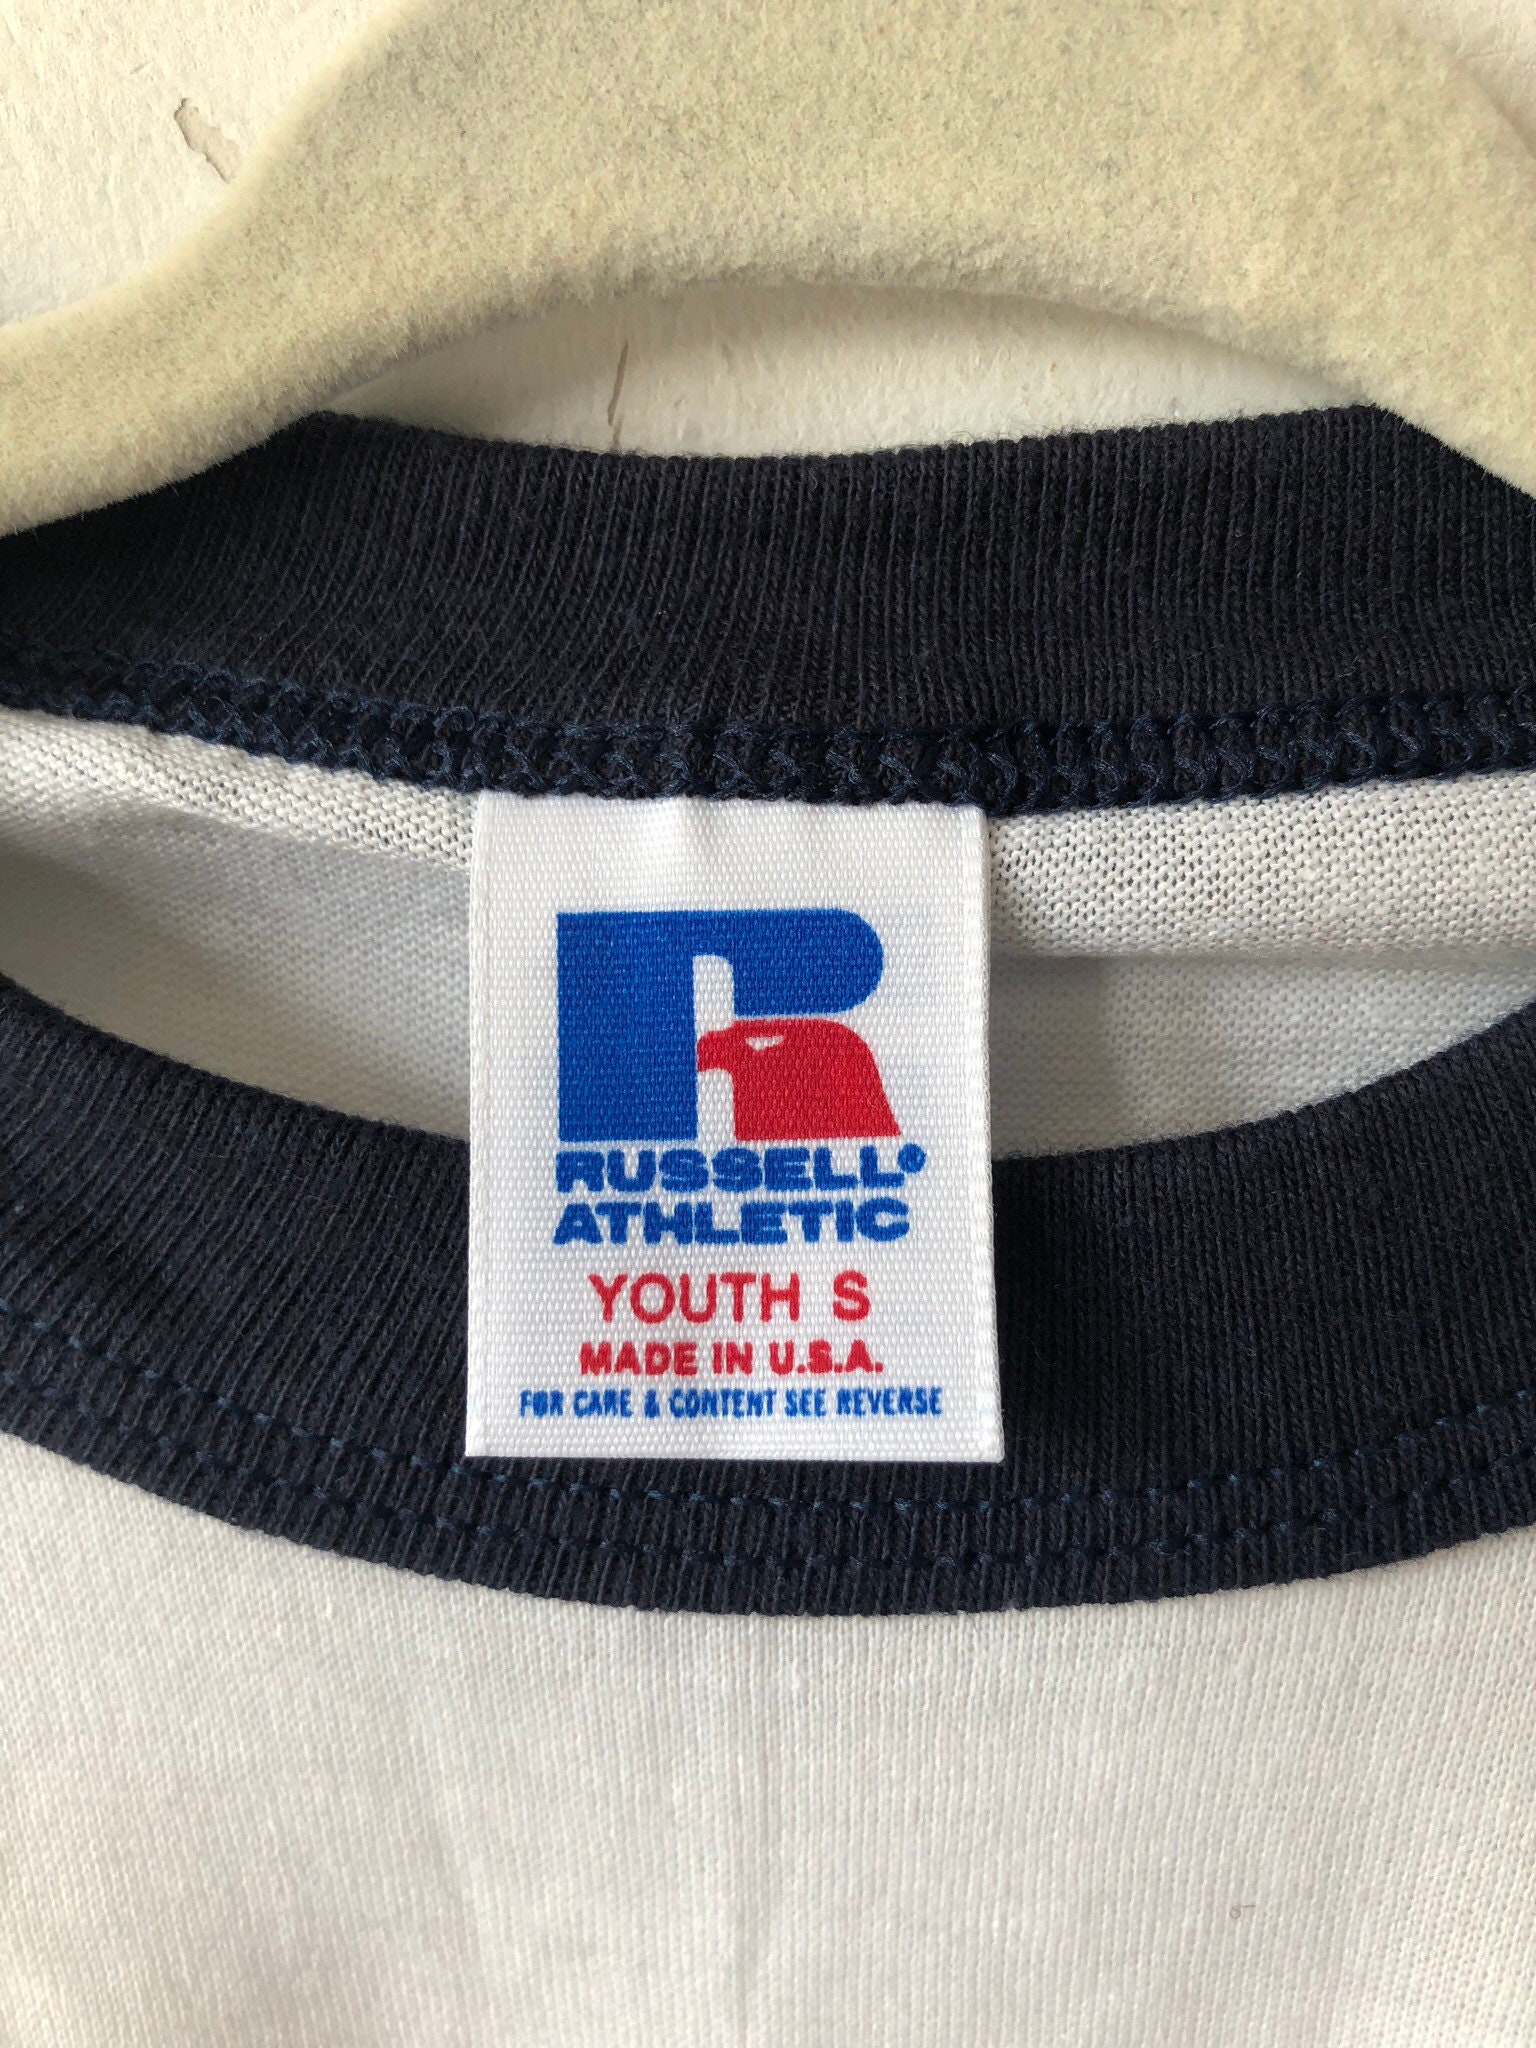 RUSSELL®
ATHLETIC
YOUTH S
MADE IN U.S.A.
FOR CARE & CONTENT SEE REVERSE